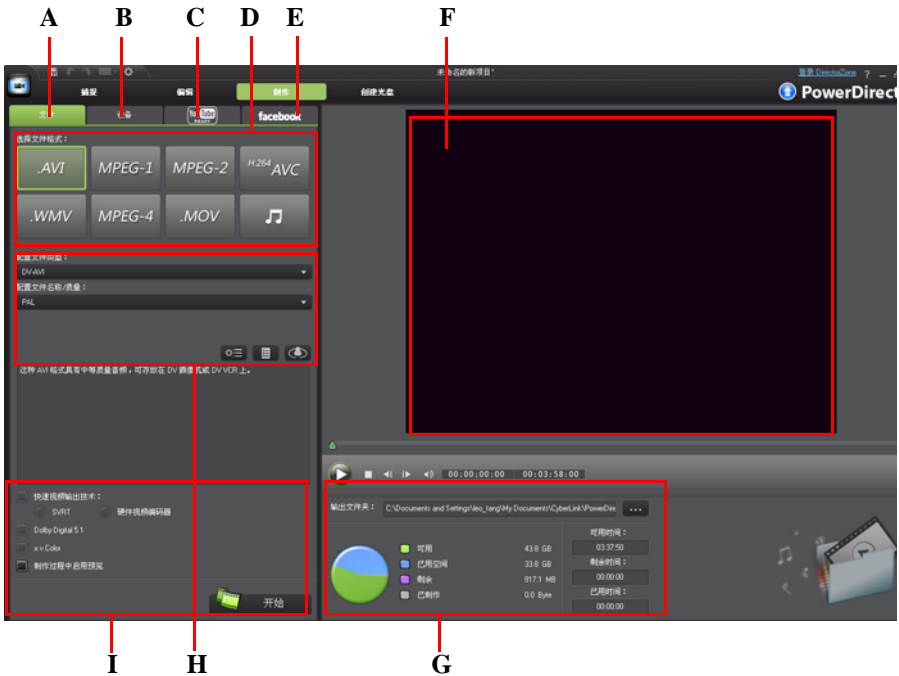 A B C D E F
未命名的新项目*
登录 DirectorZone ? _
捕捉 编辑 制作 创建光盘
PowerDirect
文件 设备 YouTube READY facebook
选择文件格式：
.AVI MPEG-1 MPEG-2 H.264 AVC
.WMV MPEG-4 .MOV
配置文件类型：
DV-AVI
配置文件名称/质量：
PAL
这种 AVI 格式具有中等质量音频，可存放在 DV 摄像机或 DV VCR 上。
00:00:00:00 00:03:58:00
快速视频输出技术：
SVRT 硬件视频编码器
Dolby Digital 5.1
x.v.Color
制作过程中启用预览
开始
输出文件夹： C:\Documents and Settings\leo_tang\My Documents\CyberLink\PowerDire ...
可用 43.8 GB
已用空间 33.8 GB
剩余 817.1 MB
已制作 0.0 Byte
可用时间：
03:37:50
剩余时间：
00:00:00
已用时间：
00:00:00
I H G